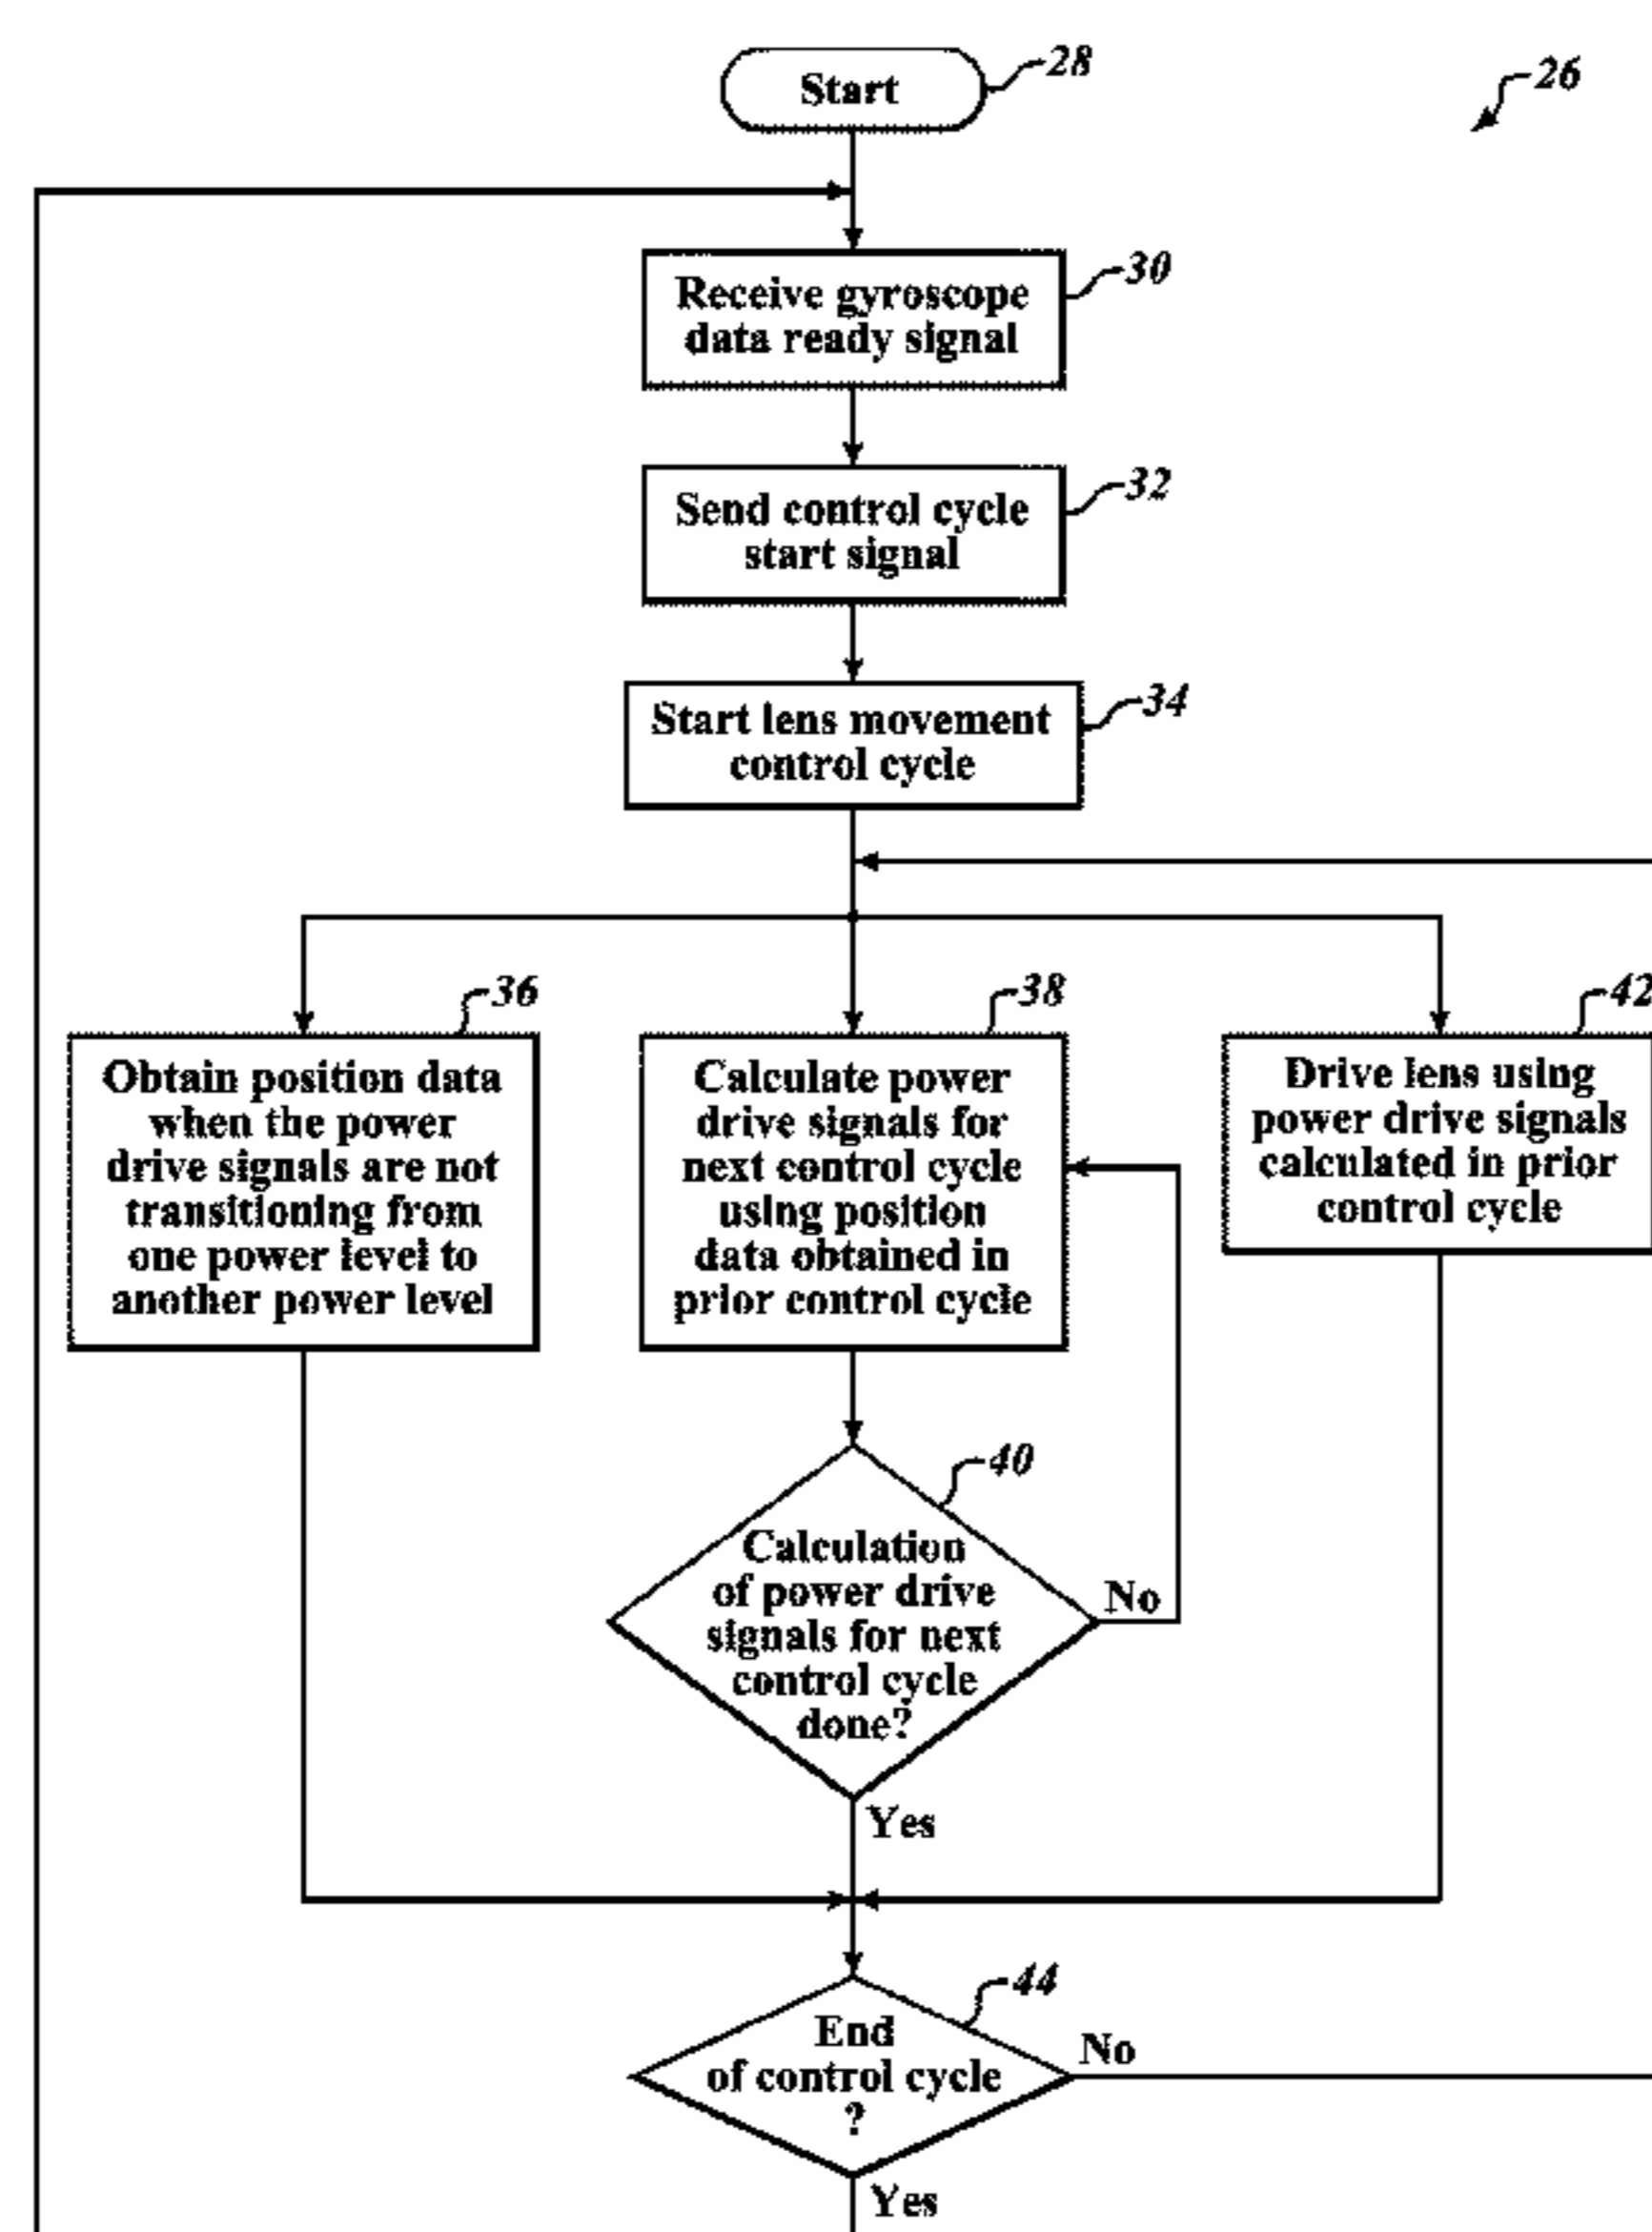 Start
28
26
Receive gyroscope
data ready signal
30
Send control cycle
start signal
32
Start lens movement
control cycle
34
36
Obtain position data
when the power
drive signals are not
transitioning from
one power level to
another power level
38
Calculate power
drive signals for
next control cycle
using position
data obtained in
prior control cycle
42
Drive lens using
power drive signals
calculated in prior
control cycle
40
Calculation
of power drive
signals for next
control cycle
done?
No
Yes
44
End
of control cycle
?
No
Yes